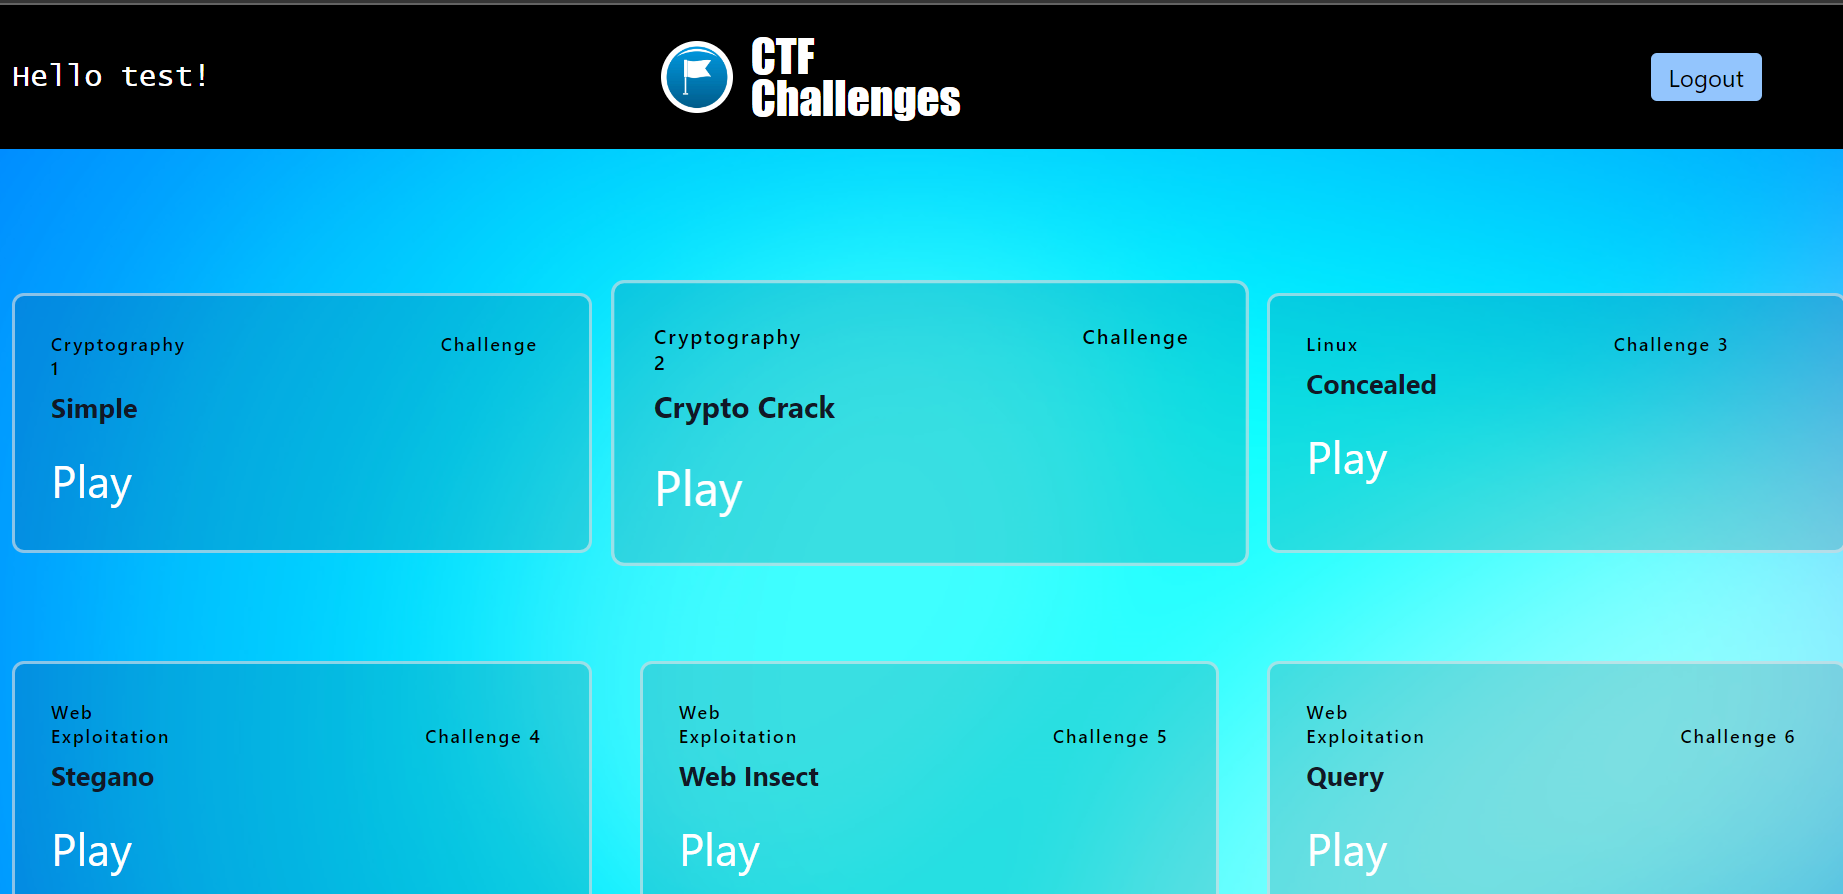 Hello test!
CTF
Challenges
Logout
Cryptography Challenge
1
Simple
Play
Cryptography Challenge
2
Crypto Crack
Play
Linux Challenge 3
Concealed
Play
Web
Exploitation Challenge 4
Stegano
Play
Web
Exploitation Challenge 5
Web Insect
Play
Web
Exploitation Challenge 6
Query
Play